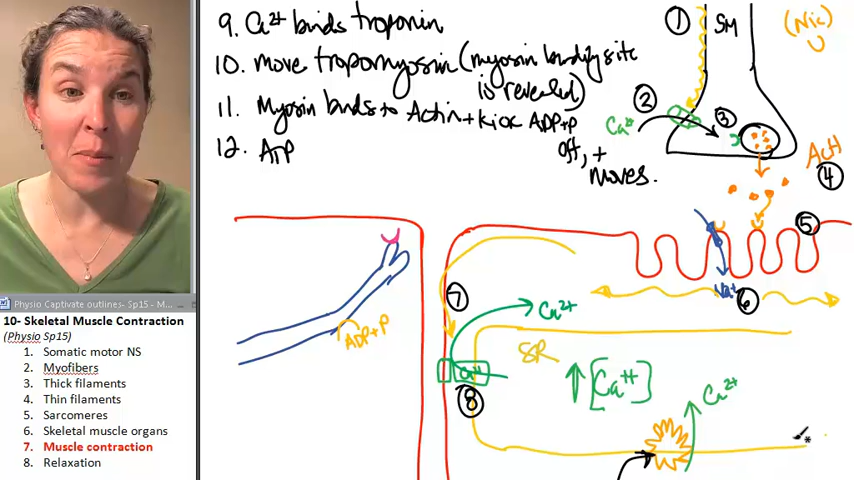 9. Ca2+ binds troponin
10. move tropomyosin (myosin binding site
is revealed)
11. Myosin binds to Actin + kick ADP+P
off, +
moves.
12. ATP
1
SM
(Nic)
2
Ca2+
3
AcH
4
5
Na+
6
7
Ca2+
SR
Ca++
8
↑ [Ca++]
Ca2+
ADP+P
Physio Captivate outlines- Sp15 - M...
10- Skeletal Muscle Contraction
(Physio Sp15)
1. Somatic motor NS
2. Myofibers
3. Thick filaments
4. Thin filaments
5. Sarcomeres
6. Skeletal muscle organs
7. Muscle contraction
8. Relaxation